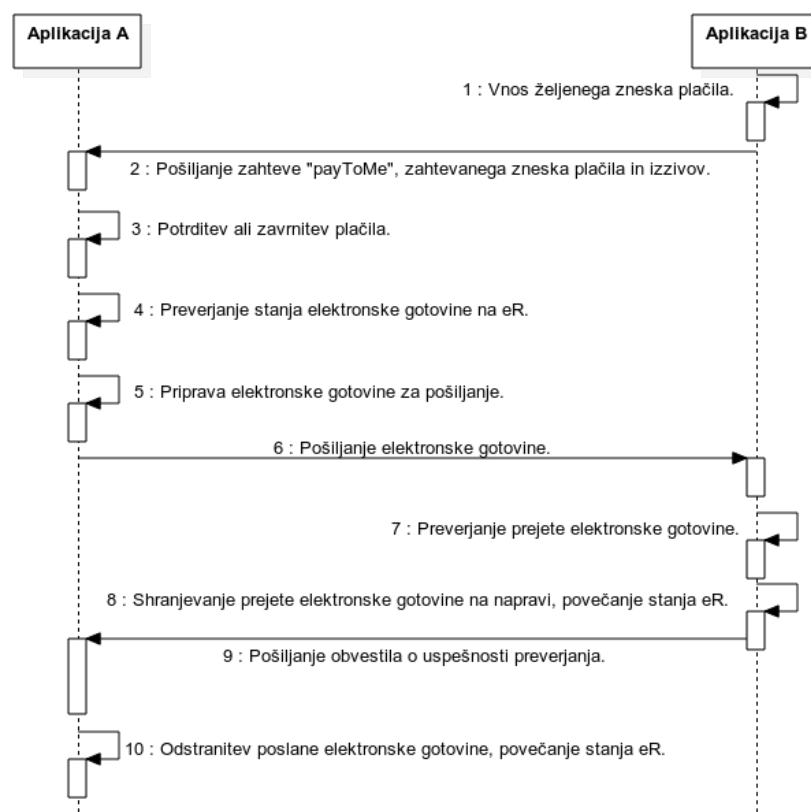 Aplikacija A
Aplikacija B
1 : Vnos željenega zneska plačila.
2 : Pošiljanje zahteve "payToMe", zahtevanega zneska plačila in izzivov.
3 : Potrditev ali zavrnitev plačila.
4 : Preverjanje stanja elektronske gotovine na eR.
5 : Priprava elektronske gotovine za pošiljanje.
6 : Pošiljanje elektronske gotovine.
7 : Preverjanje prejete elektronske gotovine.
8 : Shranjevanje prejete elektronske gotovine na napravi, povečanje stanja eR.
9 : Pošiljanje obvestila o uspešnosti preverjanja.
10 : Odstranitev poslane elektronske gotovine, povečanje stanja eR.